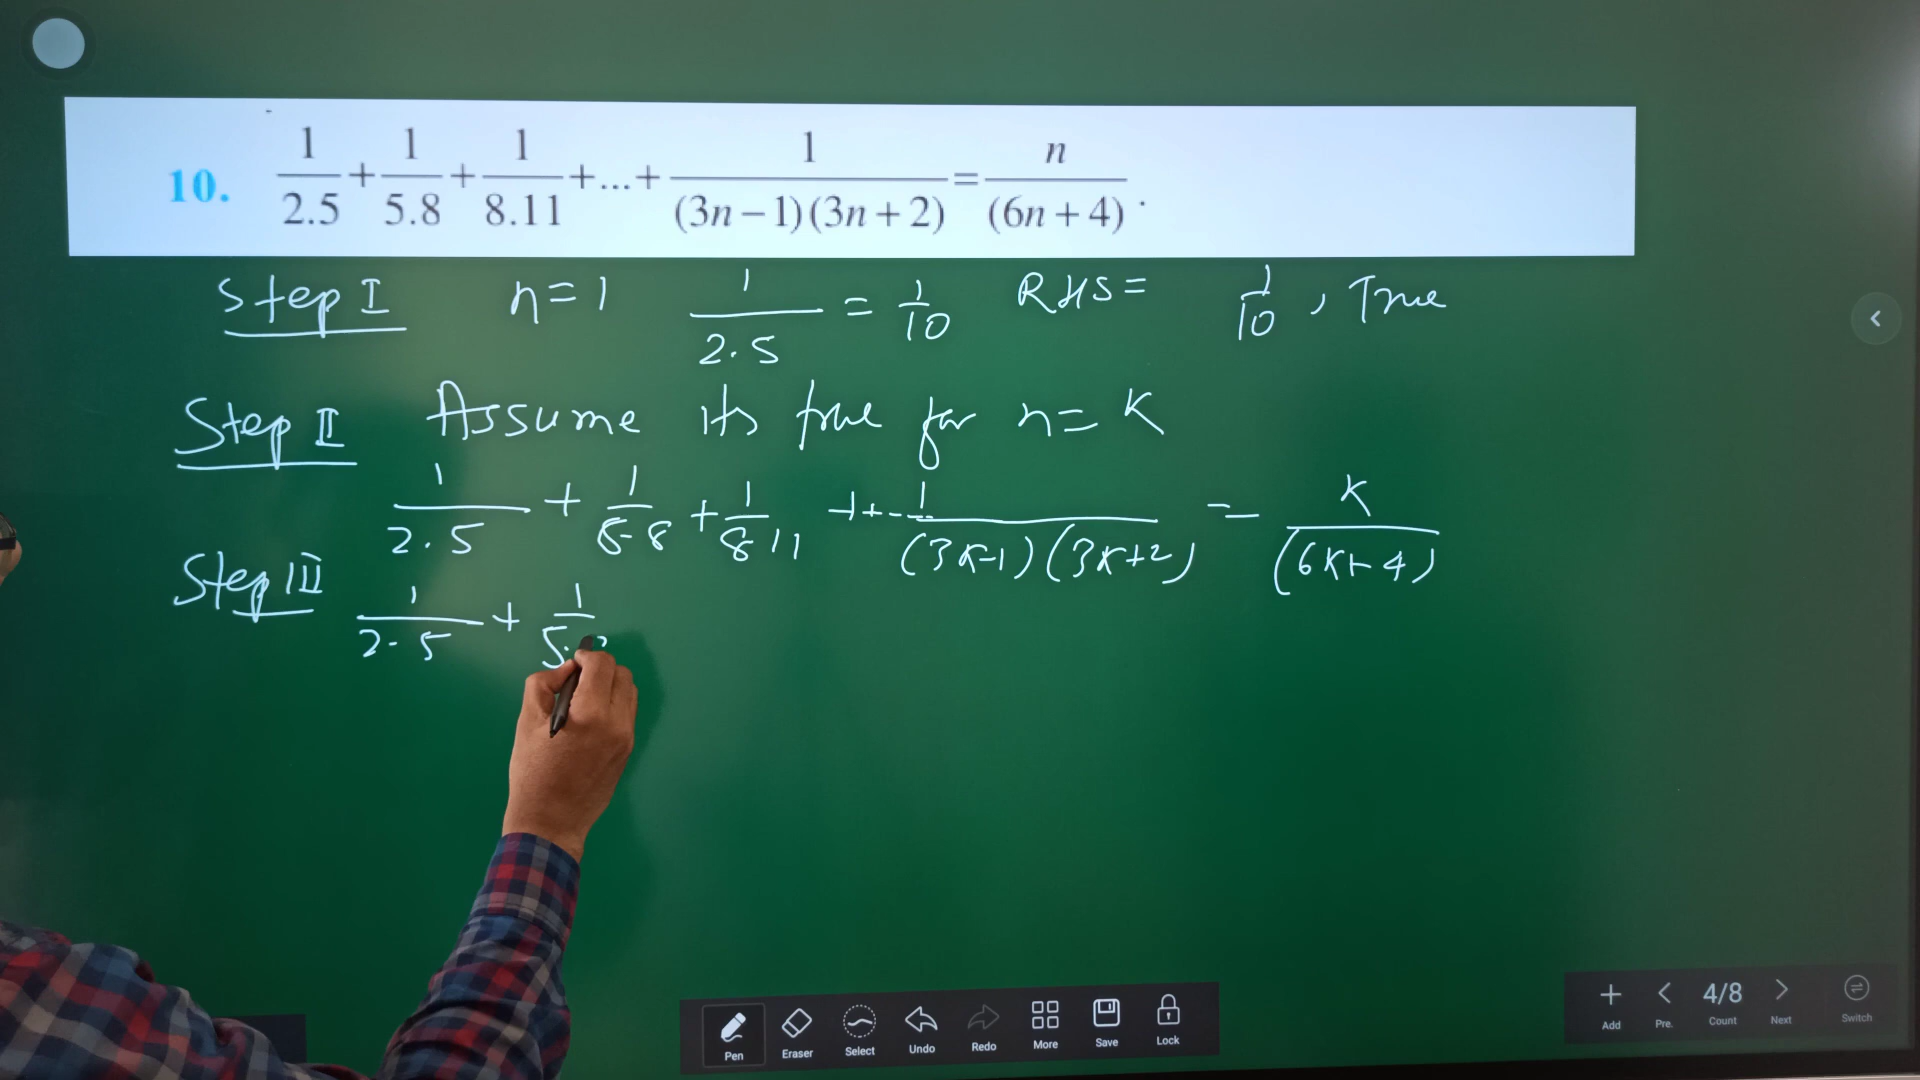 10. 1/2.5 + 1/5.8 + 1/8.11 +...+ 1/((3n−1)(3n+2)) = n/(6n+4).
Step I n=1 1/2.5 = 1/10 RHS= 1/10, True
Step II Assume its true for n= K
1/2.5 + 1/5-8 + 1/8 11 ++-- 1/((3K-1)(3K+2)) = K/(6K+4)
Step III 1/2-5 + 1/5.
Pen Eraser Select Undo Redo More Save Lock
+ < 4/8 >
Add Pre. Count Next Switch